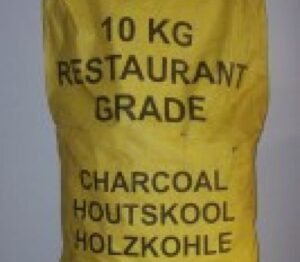 10 KG
RESTAURANT
GRADE
CHARCOAL
HOUTSKOOL
HOLZKOHLE